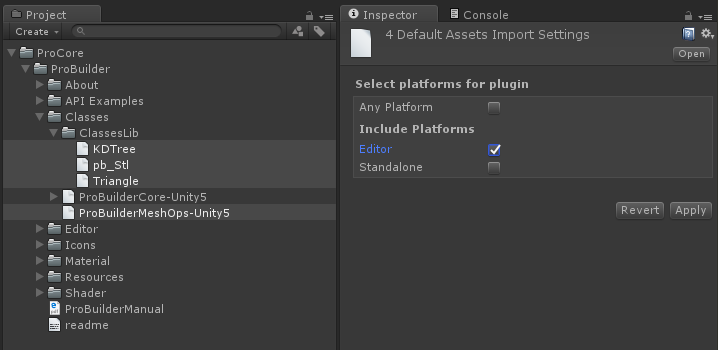 Project
Create
ProCore
ProBuilder
About
API Examples
Classes
ClassesLib
KDTree
pb_Stl
Triangle
ProBuilderCore-Unity5
ProBuilderMeshOps-Unity5
Editor
Icons
Material
Resources
Shader
ProBuilderManual
readme
Inspector
Console
4 Default Assets Import Settings
Open
Select platforms for plugin
Any Platform
Include Platforms
Editor
Standalone
Revert
Apply